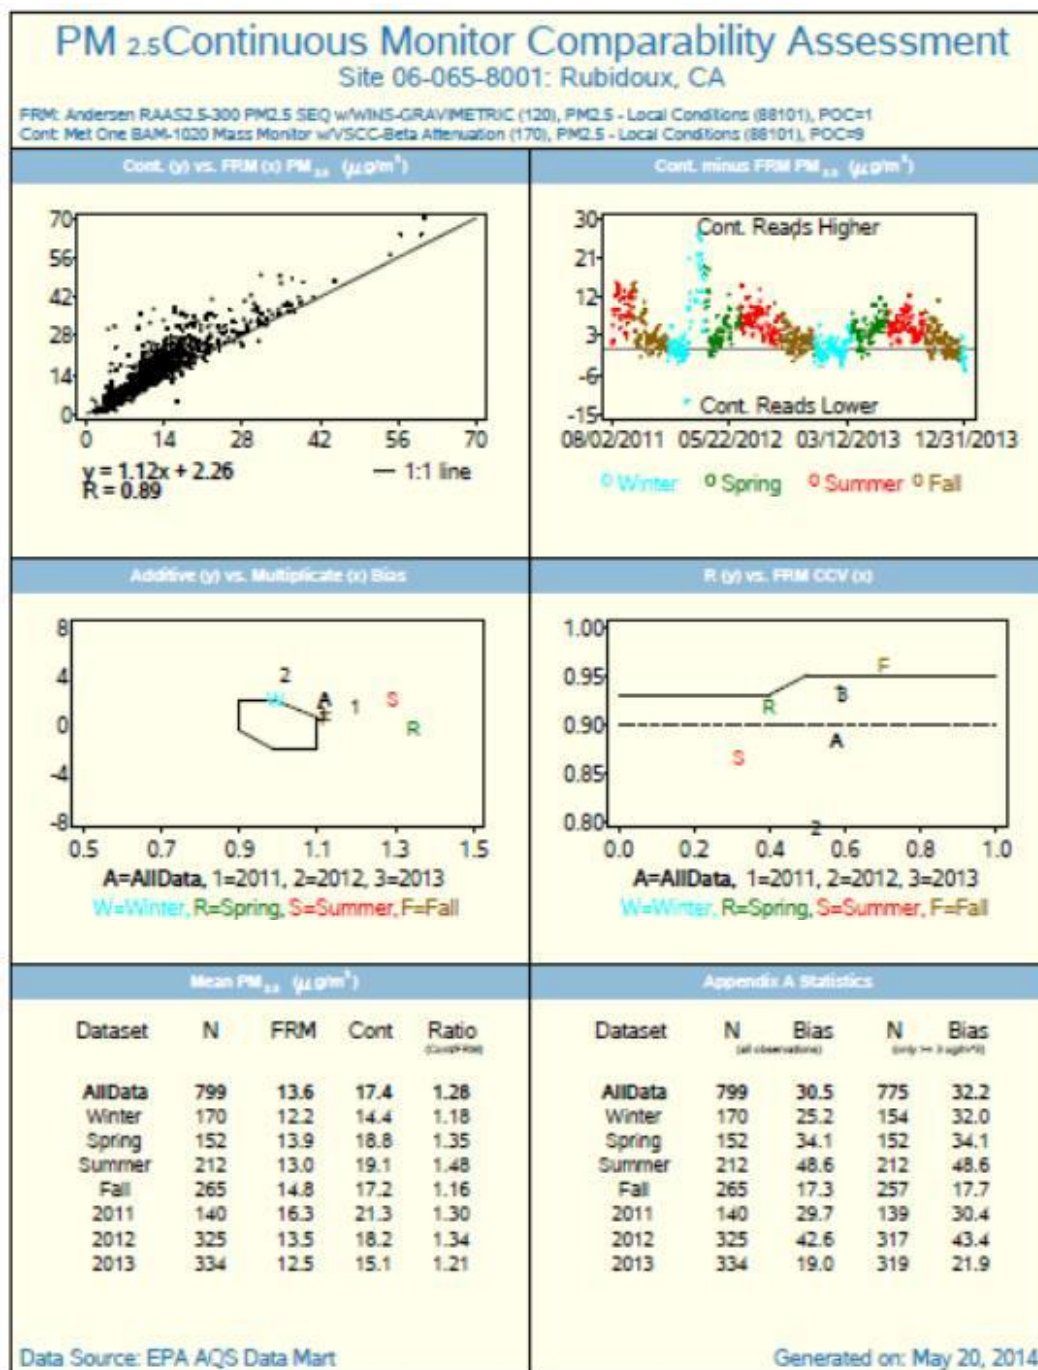 PM 2.5 Continuous Monitor Comparability Assessment
Site 06-065-8001: Rubidoux, CA
FRM: Andersen RAAS2.5-300 PM2.5 SEQ w/WINS-GRAVIMETRIC (120), PM2.5 - Local Conditions (88101), POC=1
Cont: Met One BAM-1020 Mass Monitor w/VSCC-Beta Attenuation (170), PM2.5 - Local Conditions (88101), POC=9
Cont. (y) vs. FRM (x) PM 2.5 (μg/m³)
70
56
42
28
14
0
0 14 28 42 56 70
y = 1.12x + 2.26
R = 0.89
— 1:1 line
Cont. minus FRM PM 2.5 (μg/m³)
30
21
12
3
-6
-15
Cont. Reads Higher
Cont. Reads Lower
08/02/2011 05/22/2012 03/12/2013 12/31/2013
Winter Spring Summer Fall
Additive (y) vs. Multiplicate (x) Bias
8
4
0
-4
-8
2
W A 1 S
F R
0.5 0.7 0.9 1.1 1.3 1.5
A=AllData, 1=2011, 2=2012, 3=2013
W=Winter, R=Spring, S=Summer, F=Fall
R (y) vs. FRM CCV (x)
1.00
0.95
0.90
0.85
0.80
F
R 3
A
S
2
0.0 0.2 0.4 0.6 0.8 1.0
A=AllData, 1=2011, 2=2012, 3=2013
W=Winter, R=Spring, S=Summer, F=Fall
Mean PM 2.5 (μg/m³)
Dataset N FRM Cont Ratio
(Cont/FRM)
AllData 799 13.6 17.4 1.28
Winter 170 12.2 14.4 1.18
Spring 152 13.9 18.8 1.35
Summer 212 13.0 19.1 1.48
Fall 265 14.8 17.2 1.16
2011 140 16.3 21.3 1.30
2012 325 13.5 18.2 1.34
2013 334 12.5 15.1 1.21
Appendix A Statistics
Dataset N Bias N Bias
(all observations) (only >= 3 ug/m^3)
AllData 799 30.5 775 32.2
Winter 170 25.2 154 32.0
Spring 152 34.1 152 34.1
Summer 212 48.6 212 48.6
Fall 265 17.3 257 17.7
2011 140 29.7 139 30.4
2012 325 42.6 317 43.4
2013 334 19.0 319 21.9
Data Source: EPA AQS Data Mart
Generated on: May 20, 2014